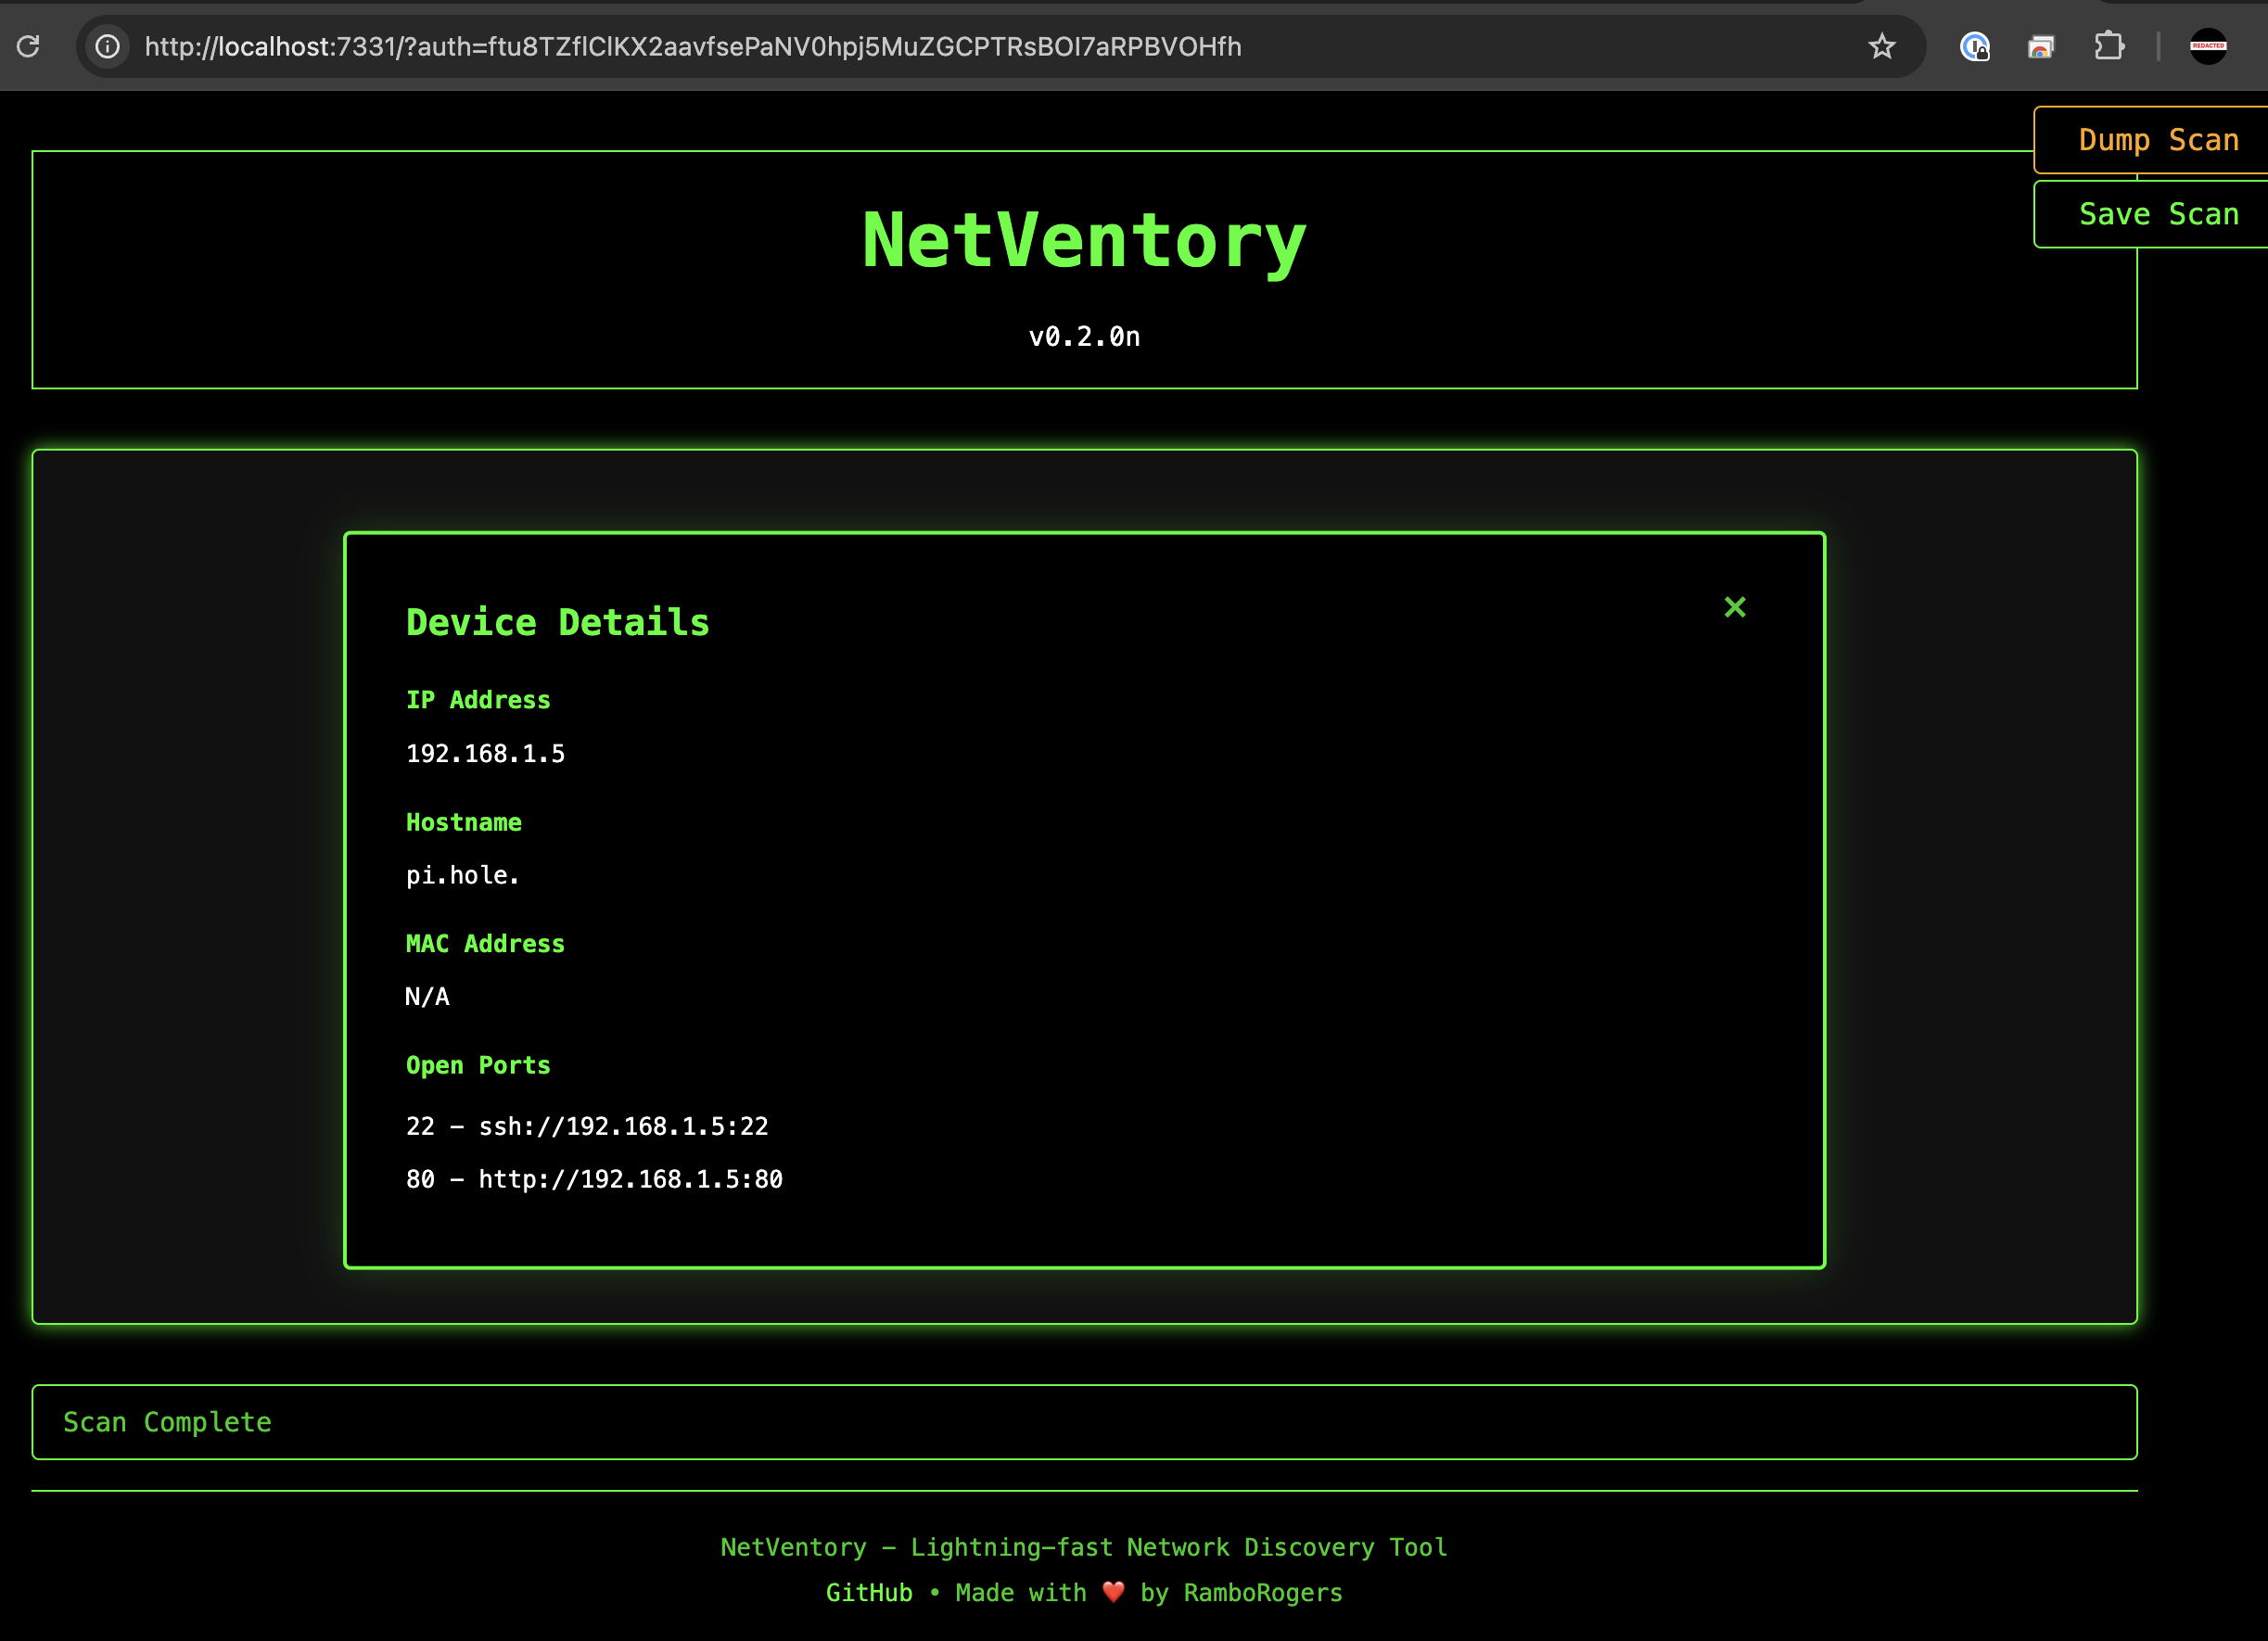 http://localhost:7331/?auth=ftu8TZflClKX2aavfsePaNV0hpj5MuZGCPTRsBOI7aRPBVOHfh
REDACTED
Dump Scan
Save Scan
NetVentory
v0.2.0n
Device Details
×
IP Address
192.168.1.5
Hostname
pi.hole.
MAC Address
N/A
Open Ports
22 – ssh://192.168.1.5:22
80 – http://192.168.1.5:80
Scan Complete
NetVentory – Lightning–fast Network Discovery Tool
GitHub • Made with ❤️ by RamboRogers